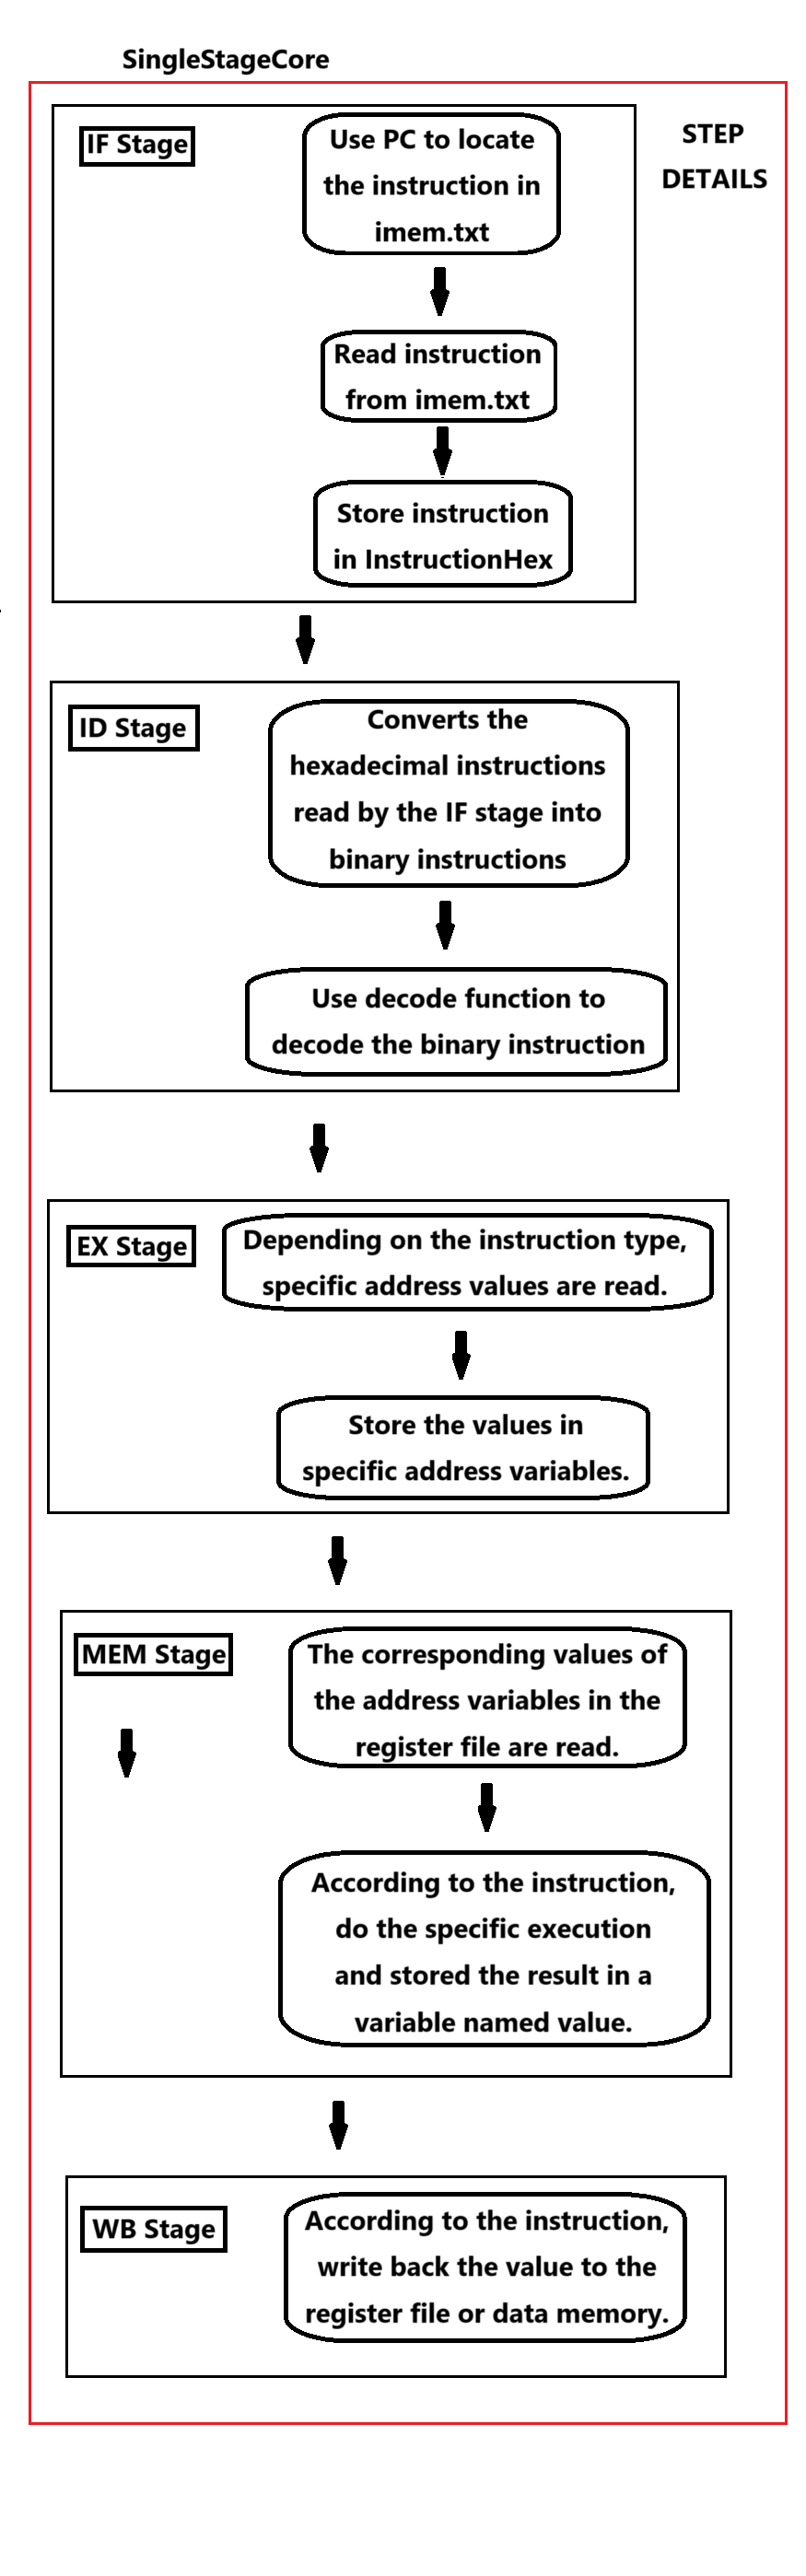 SingleStageCore
STEP
DETAILS
IF Stage
Use PC to locate
the instruction in
imem.txt
Read instruction
from imem.txt
Store instruction
in InstructionHex
ID Stage
Converts the
hexadecimal instructions
read by the IF stage into
binary instructions
Use decode function to
decode the binary instruction
EX Stage
Depending on the instruction type,
specific address values are read.
Store the values in
specific address variables.
MEM Stage
The corresponding values of
the address variables in the
register file are read.
According to the instruction,
do the specific execution
and stored the result in a
variable named value.
WB Stage
According to the instruction,
write back the value to the
register file or data memory.